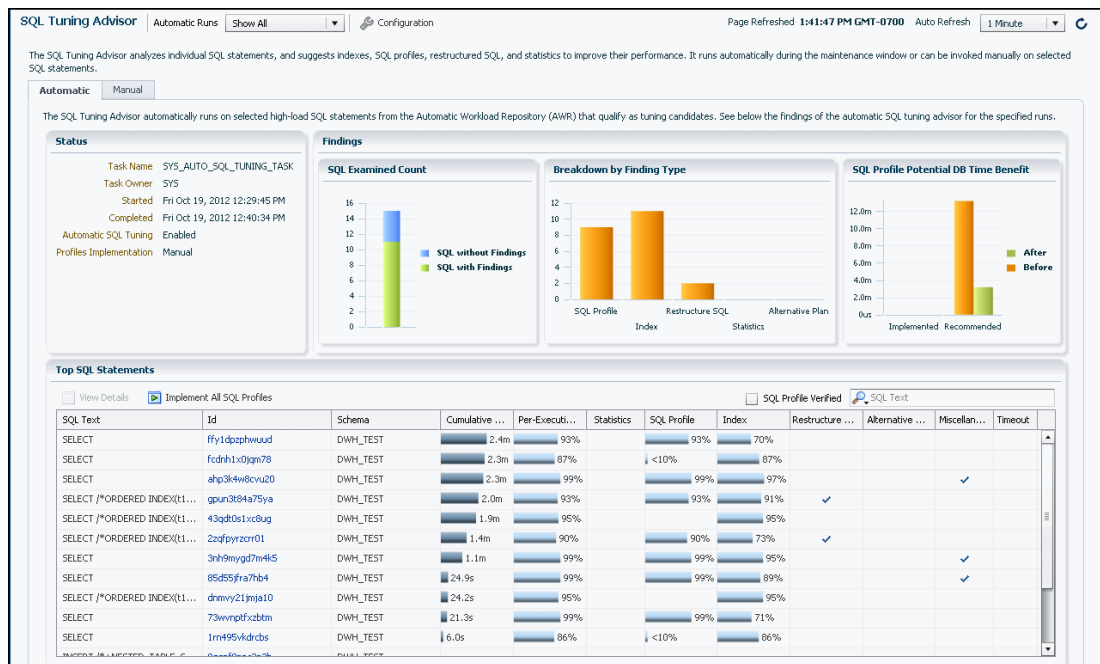 SQL Tuning Advisor Automatic Runs Show All Configuration Page Refreshed 1:41:47 PM GMT-0700 Auto Refresh 1 Minute
The SQL Tuning Advisor analyzes individual SQL statements, and suggests indexes, SQL profiles, restructured SQL, and statistics to improve their performance. It runs automatically during the maintenance window or can be invoked manually on selected
SQL statements.
Automatic Manual
The SQL Tuning Advisor automatically runs on selected high-load SQL statements from the Automatic Workload Repository (AWR) that qualify as tuning candidates. See below the findings of the automatic SQL tuning advisor for the specified runs.
Status
Task Name SYS_AUTO_SQL_TUNING_TASK
Task Owner SYS
Started Fri Oct 19, 2012 12:29:45 PM
Completed Fri Oct 19, 2012 12:40:34 PM
Automatic SQL Tuning Enabled
Profiles Implementation Manual
Findings
SQL Examined Count
16
14
12
10
8
6
4
2
0
SQL without Findings
SQL with Findings
Breakdown by Finding Type
12
10
8
6
4
2
0
SQL Profile Restructure SQL Alternative Plan
Index Statistics
SQL Profile Potential DB Time Benefit
12.0m
10.0m
8.0m
6.0m
4.0m
2.0m
0us
After
Before
Implemented Recommended
Top SQL Statements
View Details Implement All SQL Profiles SQL Profile Verified SQL Text
SQL Text Id Schema Cumulative ... Per-Executi... Statistics SQL Profile Index Restructure ... Alternative ... Miscellan... Timeout
SELECT ffy1dpzphwuud DWH_TEST 2.4m 93% 93% 70%
SELECT fcdnh1x0jqm78 DWH_TEST 2.3m 87% <10% 87%
SELECT ahp3k4w8cvu20 DWH_TEST 2.3m 99% 99% 97%
SELECT /*ORDERED INDEX(t1... gpun3t84a75ya DWH_TEST 2.0m 93% 93% 91%
SELECT /*ORDERED INDEX(t1... 43qdt0s1xc8ug DWH_TEST 1.9m 95% 95%
SELECT /*ORDERED INDEX(t1... 2zqfpyrzcrr01 DWH_TEST 1.4m 90% 90% 73%
SELECT 3nh9mygd7m4k5 DWH_TEST 1.1m 99% 99% 95%
SELECT 85d55jfra7hb4 DWH_TEST 24.9s 99% 99% 89%
SELECT /*ORDERED INDEX(t1... dnmvy21jmja10 DWH_TEST 24.2s 95% 95%
SELECT 73wvnptfxzbtm DWH_TEST 21.3s 99% 99% 71%
SELECT 1rn495vkdrcbs DWH_TEST 6.0s 86% <10% 86%